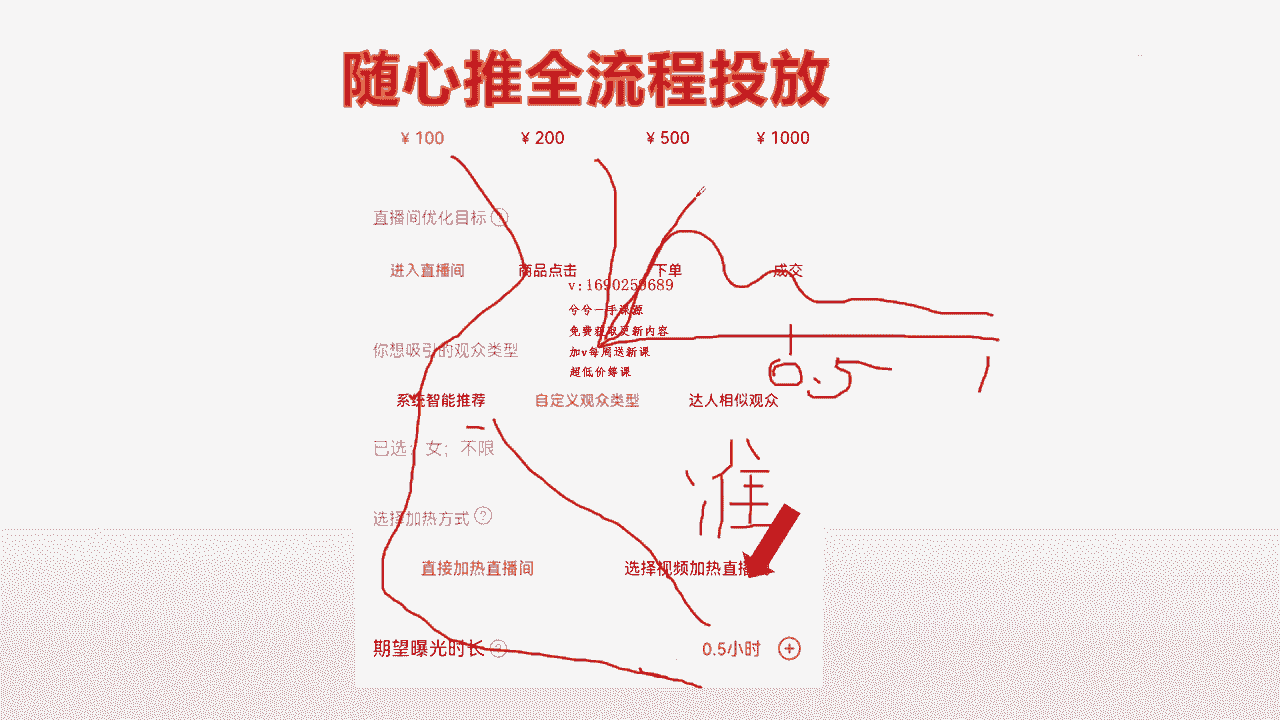 随心推全流程投放
¥ 100 ¥ 200 ¥ 500 ¥ 1000
直播间优化目标 ?
进入直播间 商品点击 下单 成交
v:1690259689
兮兮一手课源
免费获取更新内容
你想吸引的观众类型
加v每周送新课
超低价筹课
0.5 1
系统智能推荐 自定义观众类型 达人相似观众
已选：女；不限
准
选择加热方式 ?
直接加热直播间 选择视频加热直播
期望曝光时长 ? 0.5小时 +